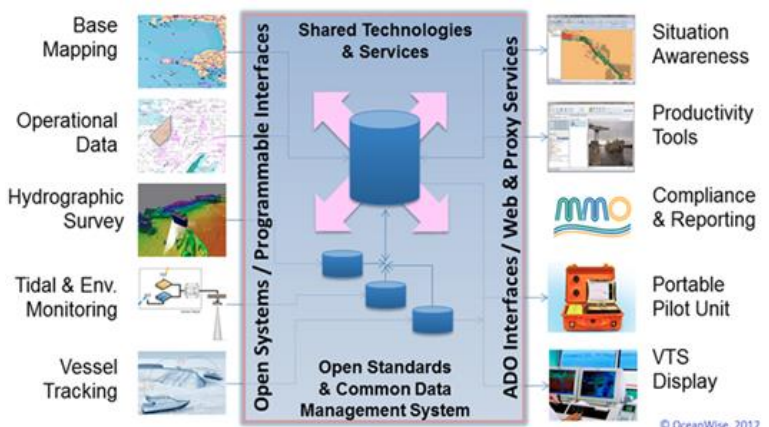 Base
Mapping
Operational
Data
Hydrographic
Survey
Tidal & Env.
Monitoring
Vessel
Tracking
Open Systems / Programmable Interfaces
Shared Technologies
& Services
Open Standards
& Common Data
Management System
ADO Interfaces / Web & Proxy Services
Situation
Awareness
Productivity
Tools
mmo
Compliance
& Reporting
Portable
Pilot Unit
VTS
Display
© OceanWise, 2012